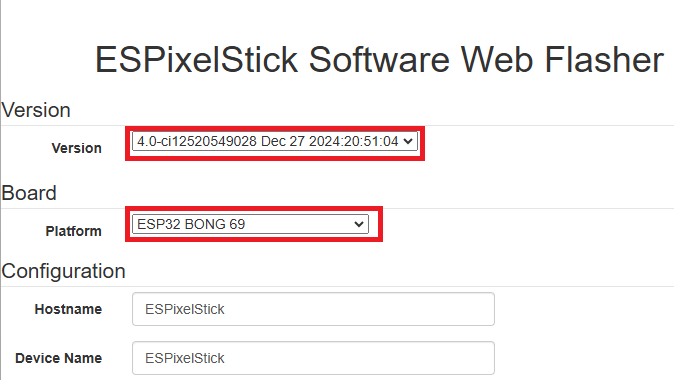 ESPixelStick Software Web Flasher
Version
Version 4.0-ci12520549028 Dec 27 2024:20:51:04
Board
Platform ESP32 BONG 69
Configuration
Hostname ESPixelStick
Device Name ESPixelStick